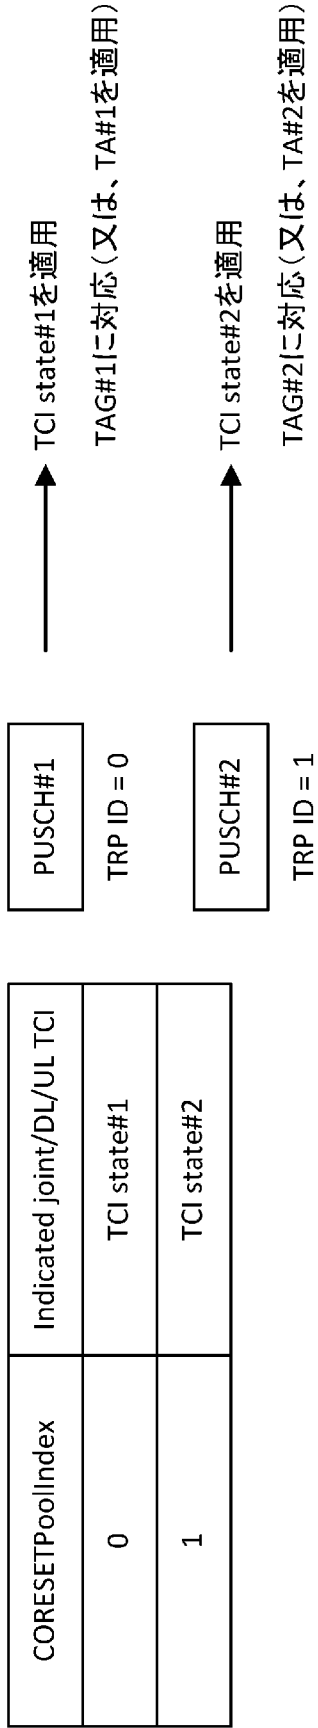 CORESETPoolIndex
Indicated joint/DL/UL TCI
0
TCI state#1
1
TCI state#2
PUSCH#1
TRP ID = 0
TCI state#1を適用
TAG#1に対応(又は、TA#1を適用)
PUSCH#2
TRP ID = 1
TCI state#2を適用
TAG#2に対応(又は、TA#2を適用)